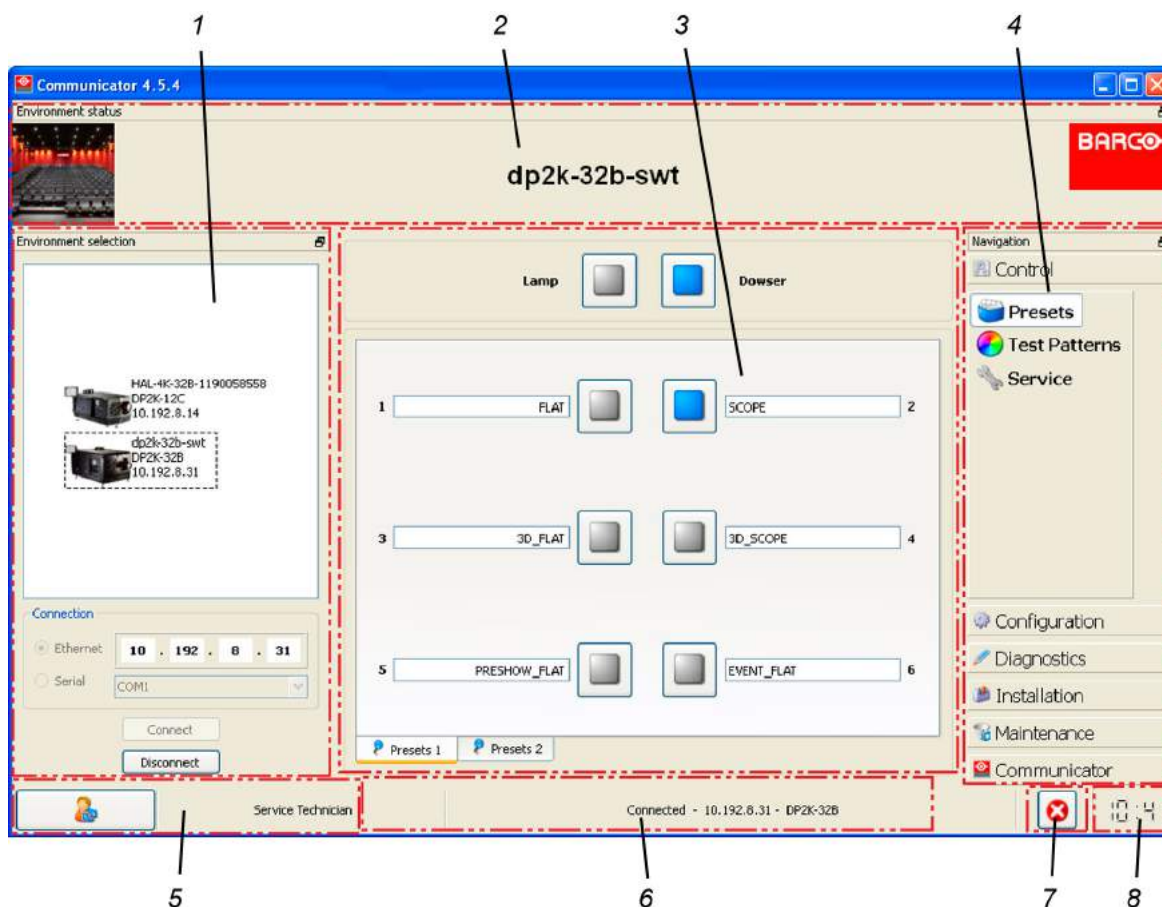 1
2
3
4
Communicator 4.5.4
Environment status
dp2k-32b-swt
BARCO
Environment selection
HAL-4K-32B-1190058558
DP2K-12C
10.192.8.14
dp2k-32b-swt
DP2K-32B
10.192.8.31
Connection
Ethernet
10 . 192 . 8 . 31
Serial
COM1
Connect
Disconnect
Lamp
Dowser
1 FLAT
SCOPE 2
3 3D_FLAT
3D_SCOPE 4
5 PRESHOW_FLAT
EVENT_FLAT 6
Presets 1
Presets 2
Navigation
Control
Presets
Test Patterns
Service
Configuration
Diagnostics
Installation
Maintenance
Communicator
Service Technician
Connected - 10.192.8.31 - DP2K-32B
10:4
5
6
7
8